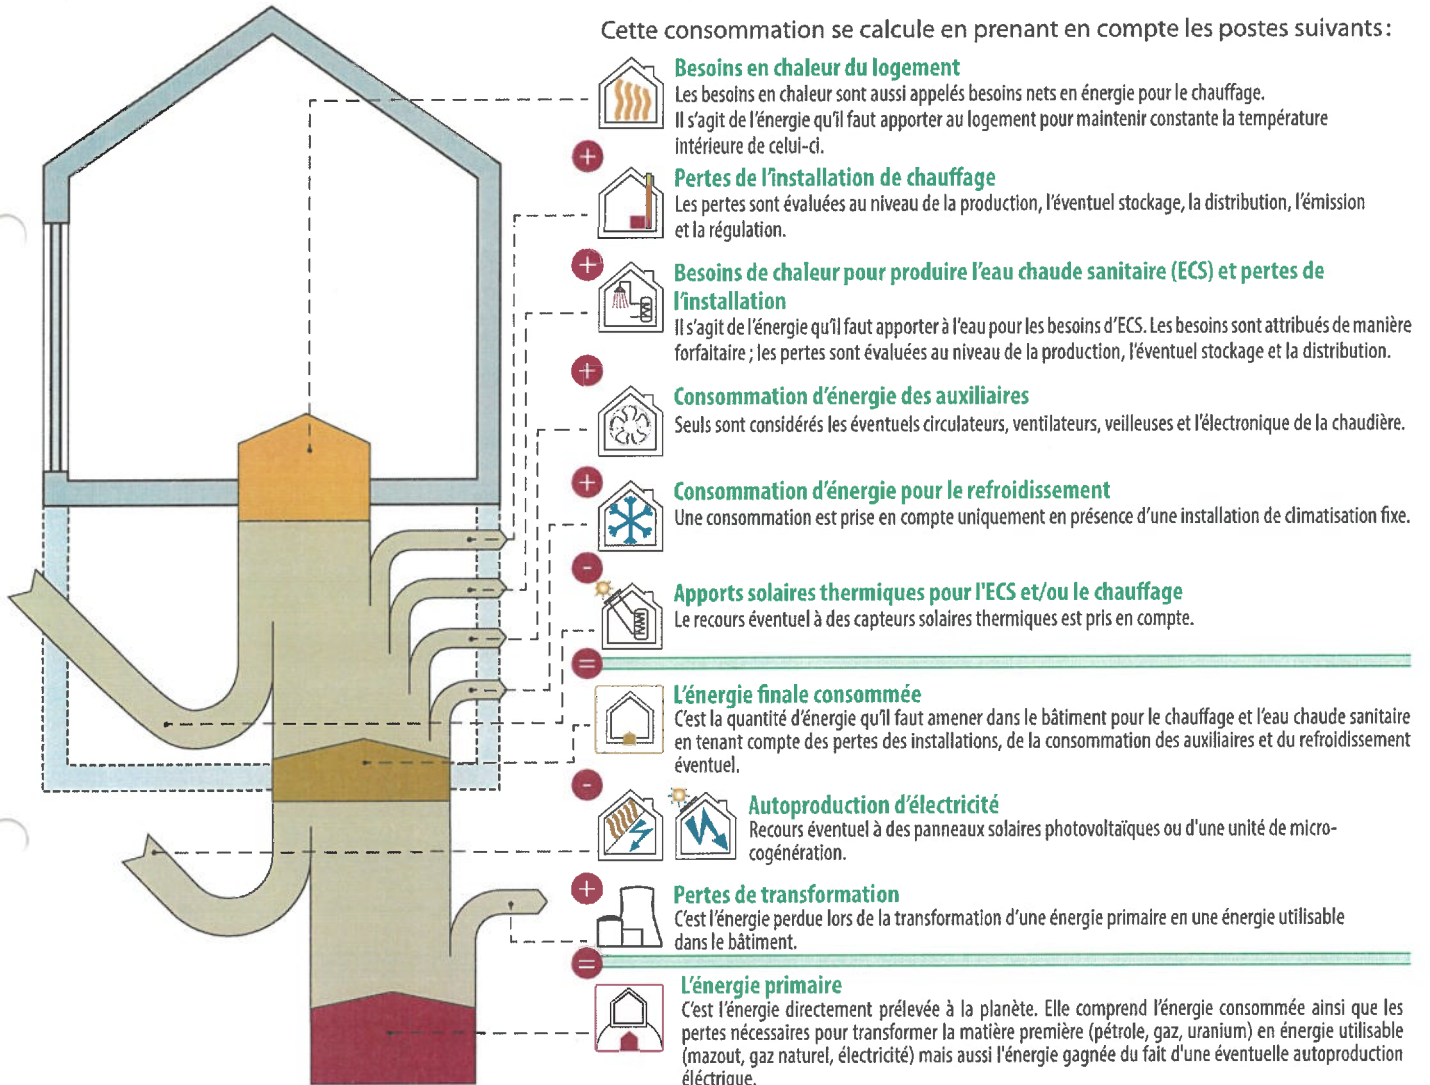 Cette consommation se calcule en prenant en compte les postes suivants:
Besoins en chaleur du logement
Les besoins en chaleur sont aussi appelés besoins nets en énergie pour le chauffage.
Il s'agit de l'énergie qu'il faut apporter au logement pour maintenir constante la température
intérieure de celui-ci.
+
Pertes de l'installation de chauffage
Les pertes sont évaluées au niveau de la production, l'éventuel stockage, la distribution, l'émission
et la régulation.
+
Besoins de chaleur pour produire l'eau chaude sanitaire (ECS) et pertes de
l'installation
Il s'agit de l'énergie qu'il faut apporter à l'eau pour les besoins d'ECS. Les besoins sont attribués de manière
forfaitaire ; les pertes sont évaluées au niveau de la production, l'éventuel stockage et la distribution.
+
Consommation d'énergie des auxiliaires
Seuls sont considérés les éventuels circulateurs, ventilateurs, veilleuses et l'électronique de la chaudière.
+
Consommation d'énergie pour le refroidissement
Une consommation est prise en compte uniquement en présence d'une installation de climatisation fixe.
-
Apports solaires thermiques pour l'ECS et/ou le chauffage
Le recours éventuel à des capteurs solaires thermiques est pris en compte.
=
L'énergie finale consommée
C'est la quantité d'énergie qu'il faut amener dans le bâtiment pour le chauffage et l'eau chaude sanitaire
en tenant compte des pertes des installations, de la consommation des auxiliaires et du refroidissement
éventuel.
-
Autoproduction d'électricité
Recours éventuel à des panneaux solaires photovoltaïques ou d'une unité de micro-
cogénération.
+
Pertes de transformation
C'est l'énergie perdue lors de la transformation d'une énergie primaire en une énergie utilisable
dans le bâtiment.
=
L'énergie primaire
C'est l'énergie directement prélevée à la planète. Elle comprend l'énergie consommée ainsi que les
pertes nécessaires pour transformer la matière première (pétrole, gaz, uranium) en énergie utilisable
(mazout, gaz naturel, électricité) mais aussi l'énergie gagnée du fait d'une éventuelle autoproduction
éléctrique.